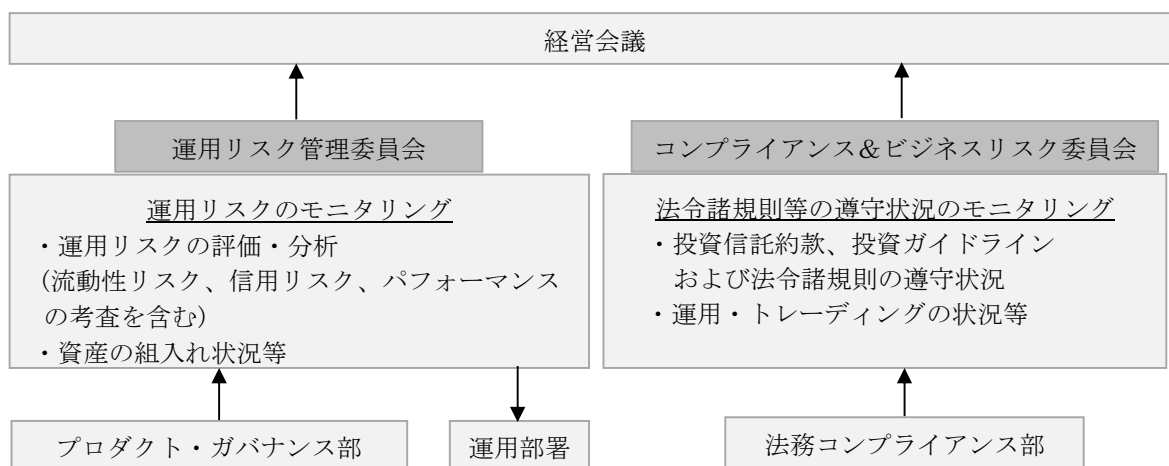 経営会議
運用リスク管理委員会
運用リスクのモニタリング
・運用リスクの評価・分析
(流動性リスク、信用リスク、パフォーマンス
の考査を含む)
・資産の組入れ状況等
プロダクト・ガバナンス部
運用部署
コンプライアンス&ビジネスリスク委員会
法令諸規則等の遵守状況のモニタリング
・投資信託約款、投資ガイドライン
および法令諸規則の遵守状況
・運用・トレーディングの状況等
法務コンプライアンス部